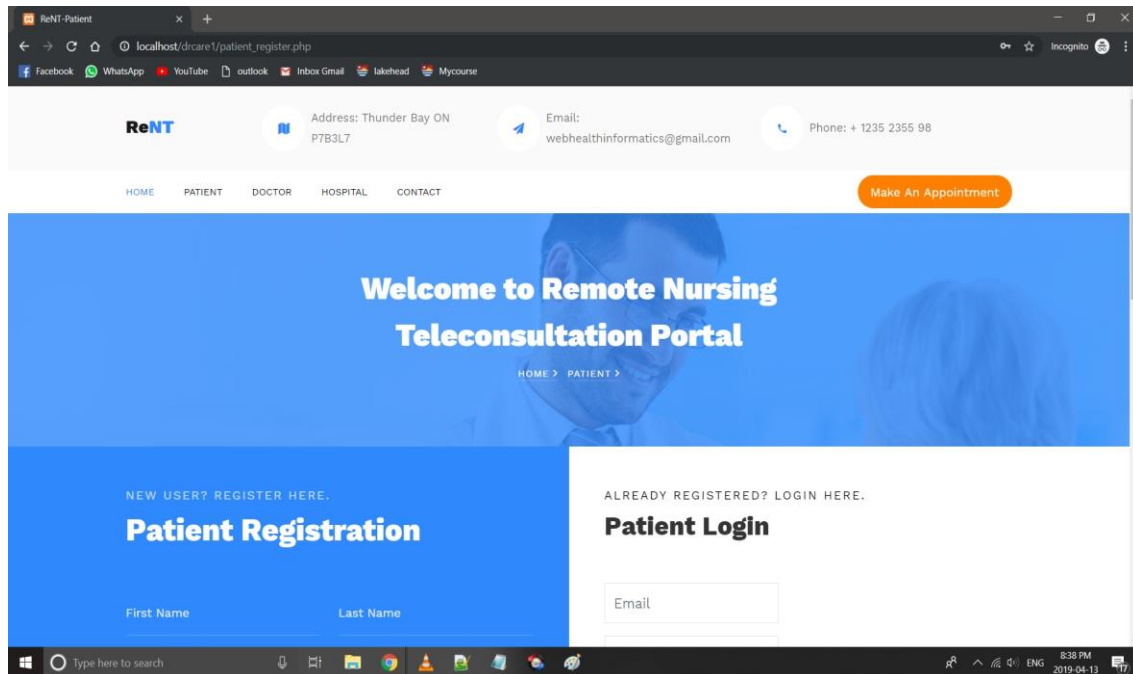 ReNT-Patient
localhost/drcare1/patient_register.php
Incognito
Facebook WhatsApp YouTube outlook Inbox Gmail lakehead Mycourse
ReNT
Address: Thunder Bay ON
P7B3L7
Email:
webhealthinformatics@gmail.com
Phone: + 1235 2355 98
HOME PATIENT DOCTOR HOSPITAL CONTACT
Make An Appointment
Welcome to Remote Nursing
Teleconsultation Portal
HOME > PATIENT >
NEW USER? REGISTER HERE.
Patient Registration
First Name Last Name
ALREADY REGISTERED? LOGIN HERE.
Patient Login
Email
Type here to search
ENG
8:38 PM
2019-04-13
17